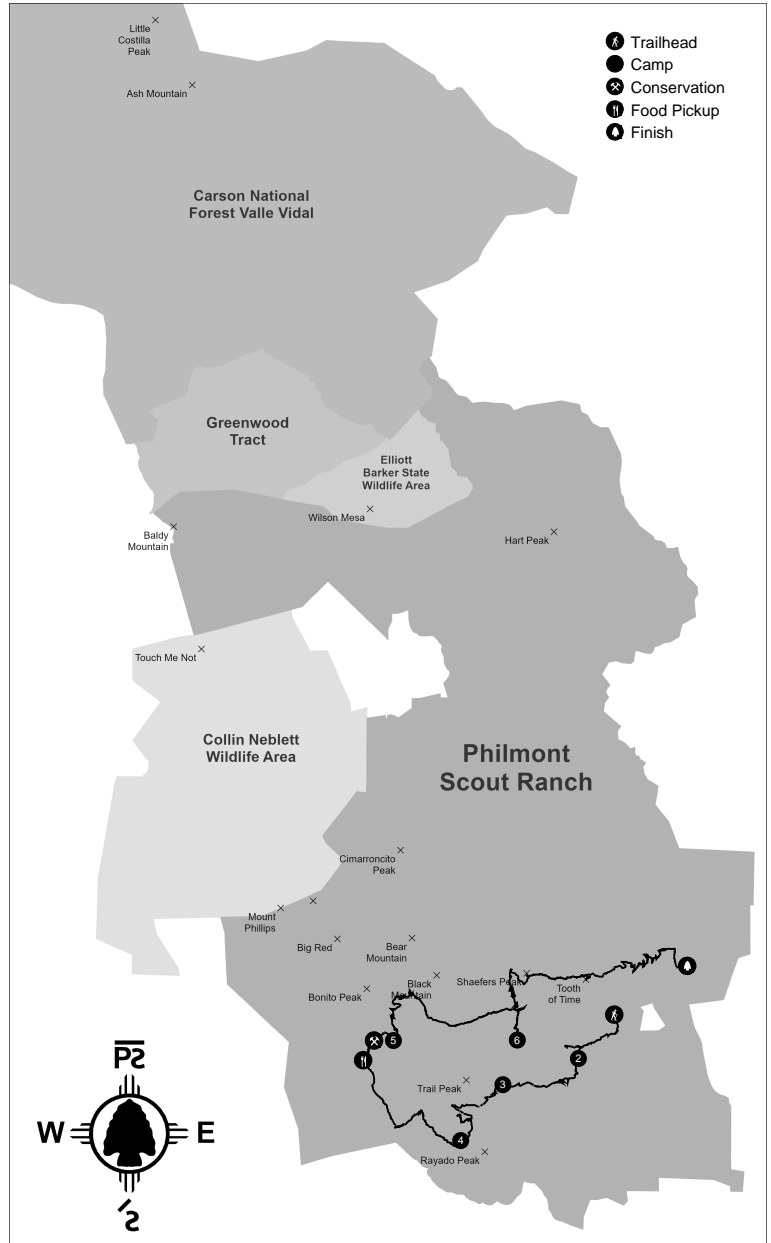 Little
Costilla
Peak
Ash Mountain
Trailhead
Camp
Conservation
Food Pickup
Finish
Carson National
Forest Valle Vidal
Greenwood
Tract
Elliott
Barker State
Wildlife Area
Wilson Mesa
Baldy
Mountain
Hart Peak
Touch Me Not
Collin Neblett
Wildlife Area
Philmont
Scout Ranch
Cimarroncito
Peak
Mount
Phillips
Big Red
Bear
Mountain
Black
Mountain
Shaefers Peak
Tooth
of Time
Bonito Peak
5
6
2
Trail Peak
3
4
Rayado Peak
W
E